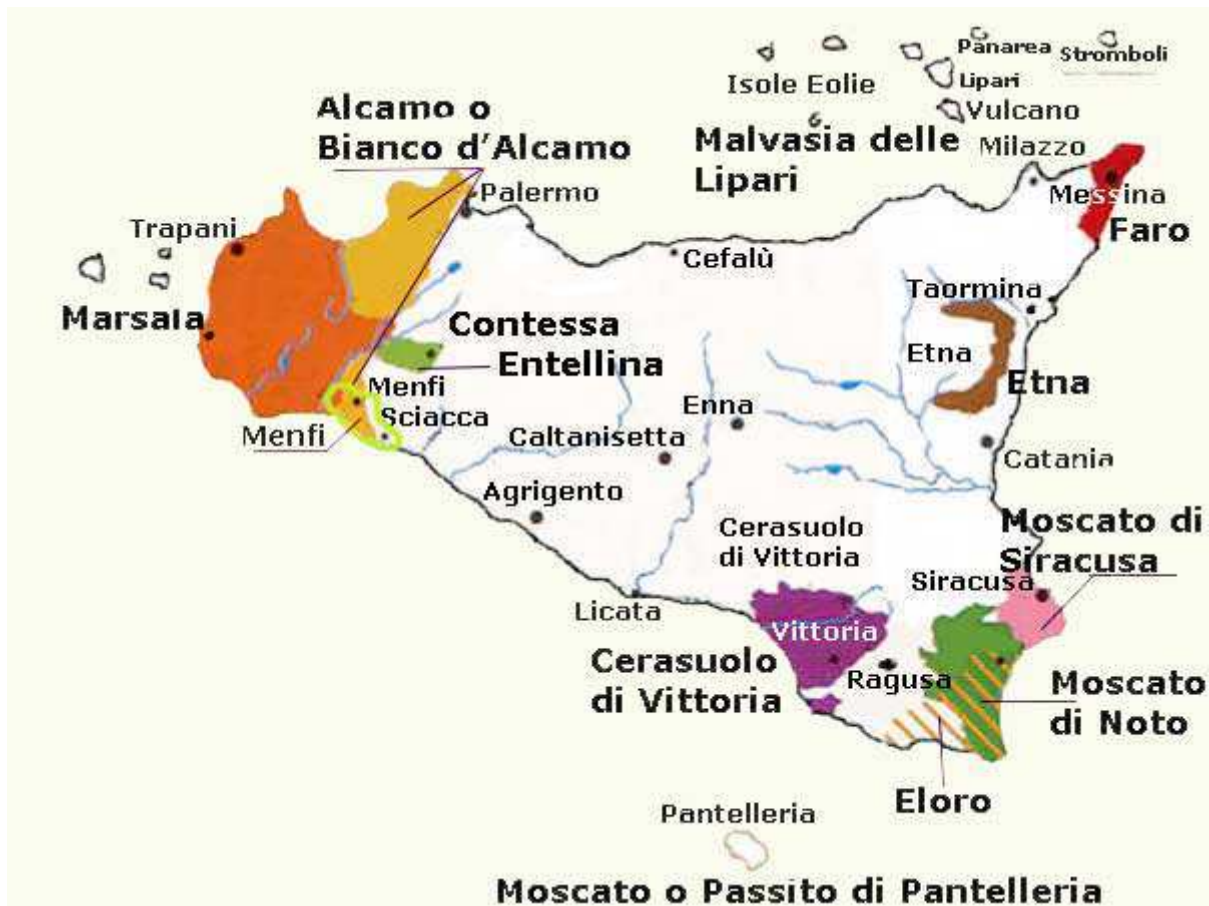 Panarea
Stromboli
Isole Eolie
Lipari
Vulcano
Alcamo o
Bianco d'Alcamo
Malvasia delle
Lipari
Milazzo
Palermo
Messina
Trapani
Faro
Cefalù
Taormina
Marsala
Contessa
Entellina
Etna
Etna
Menfi
Sciacca
Menfi
Enna
Caltanisetta
Catania
Agrigento
Cerasuolo
di Vittoria
Moscato di
Siracusa
Siracusa
Licata
Vittoria
Cerasuolo
di Vittoria
Ragusa
Moscato
di Noto
Eloro
Pantelleria
Moscato o Passito di Pantelleria